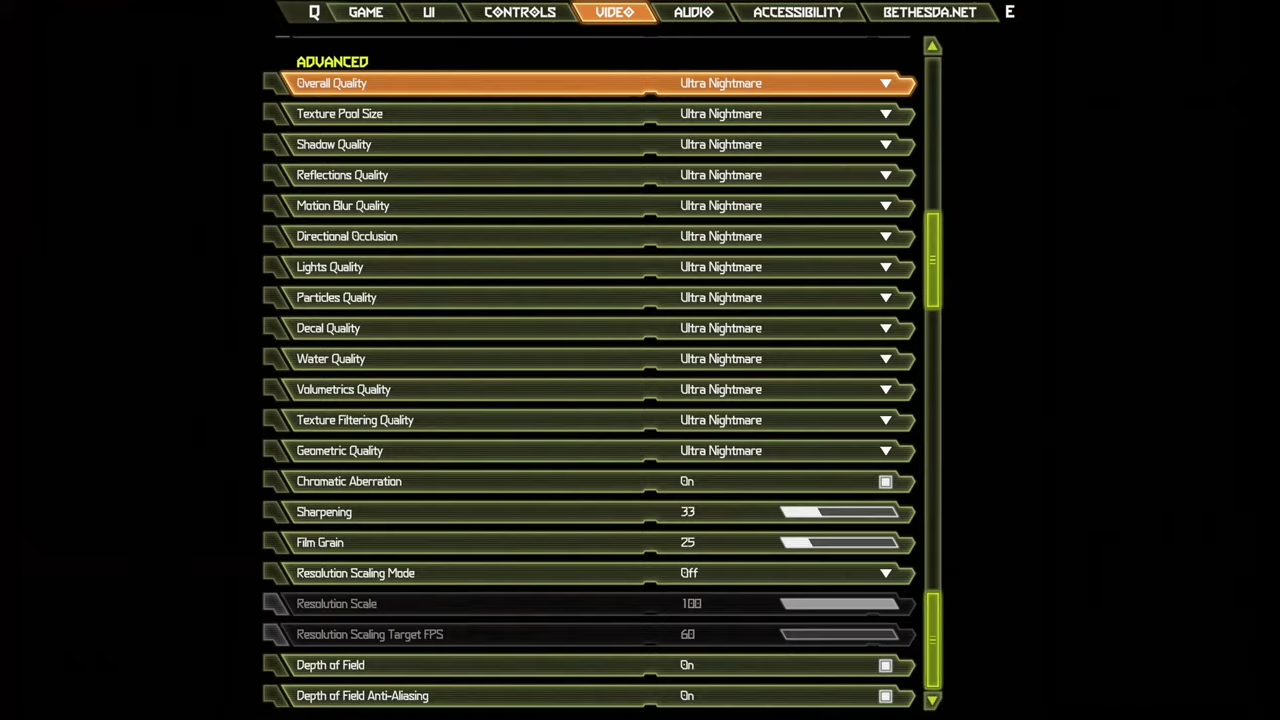 Q GAME UI CONTROLS VIDEO AUDIO ACCESSIBILITY BETHESDA.NET E
ADVANCED
Overall Quality Ultra Nightmare
Texture Pool Size Ultra Nightmare
Shadow Quality Ultra Nightmare
Reflections Quality Ultra Nightmare
Motion Blur Quality Ultra Nightmare
Directional Occlusion Ultra Nightmare
Lights Quality Ultra Nightmare
Particles Quality Ultra Nightmare
Decal Quality Ultra Nightmare
Water Quality Ultra Nightmare
Volumetrics Quality Ultra Nightmare
Texture Filtering Quality Ultra Nightmare
Geometric Quality Ultra Nightmare
Chromatic Aberration On
Sharpening 33
Film Grain 25
Resolution Scaling Mode Off
Resolution Scale 100
Resolution Scaling Target FPS 60
Depth of Field On
Depth of Field Anti-Aliasing On